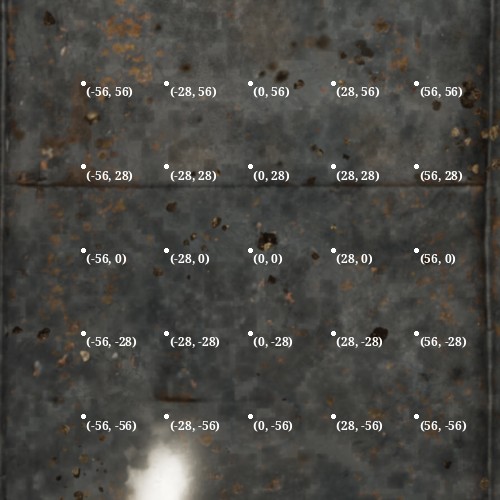 (-56, 56) (-28, 56) (0, 56) (28, 56) (56, 56)
(-56, 28) (-28, 28) (0, 28) (28, 28) (56, 28)
(-56, 0) (-28, 0) (0, 0) (28, 0) (56, 0)
(-56, -28) (-28, -28) (0, -28) (28, -28) (56, -28)
(-56, -56) (-28, -56) (0, -56) (28, -56) (56, -56)